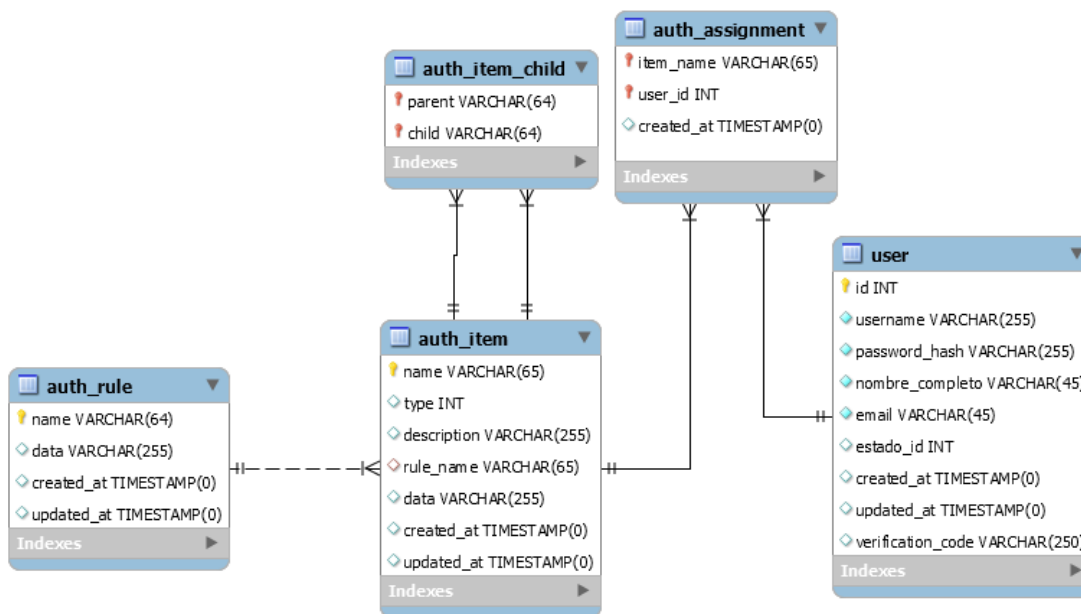 auth_assignment
item_name VARCHAR(65)
user_id INT
created_at TIMESTAMP(0)
Indexes
auth_item_child
parent VARCHAR(64)
child VARCHAR(64)
Indexes
user
id INT
username VARCHAR(255)
password_hash VARCHAR(255)
nombre_completo VARCHAR(45)
email VARCHAR(45)
estado_id INT
created_at TIMESTAMP(0)
updated_at TIMESTAMP(0)
verification_code VARCHAR(250)
Indexes
auth_item
name VARCHAR(65)
type INT
description VARCHAR(255)
rule_name VARCHAR(65)
data VARCHAR(255)
created_at TIMESTAMP(0)
updated_at TIMESTAMP(0)
Indexes
auth_rule
name VARCHAR(64)
data VARCHAR(255)
created_at TIMESTAMP(0)
updated_at TIMESTAMP(0)
Indexes